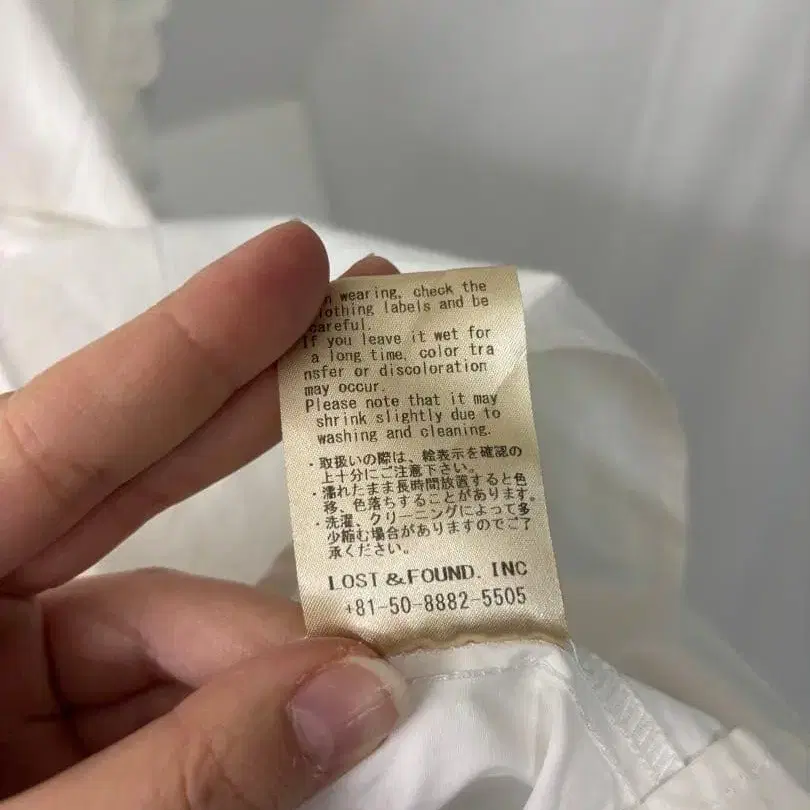 wearing, check the
clothing labels and be
careful.
If you leave it wet for
a long time, color tra
nsfer or discoloration
may occur.
Please note that it may
shrink slightly due to
washing and cleaning.
・取扱いの際は、絵表示を確認の
上十分にご注意下さい。
・濡れたまま長時間放置すると色
移、色落ちすることがあります。
・洗濯、クリーニングによって多
少縮む場合がありますのでご了
承ください。
LOST &FOUND. INC
+81-50-8882-5505